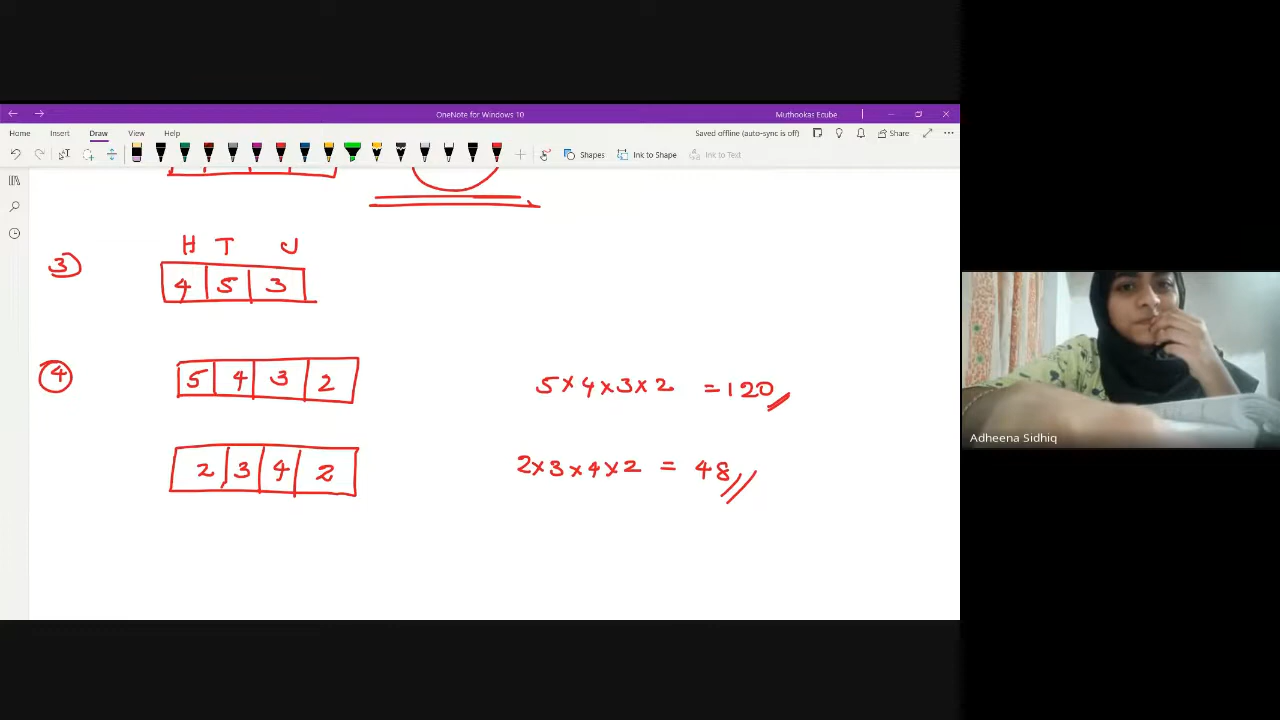 OneNote for Windows 10
Muthookas Ecube
Home Insert Draw View Help
Saved offline (auto-sync is off)
Share
Shapes
Ink to Shape
Ink to Text
H T U
3) 4 5 3
4 5 4 3 2 5 × 4 × 3 × 2 = 120
2 3 4 2 2 × 3 × 4 × 2 = 48
Adheena Sidhiq